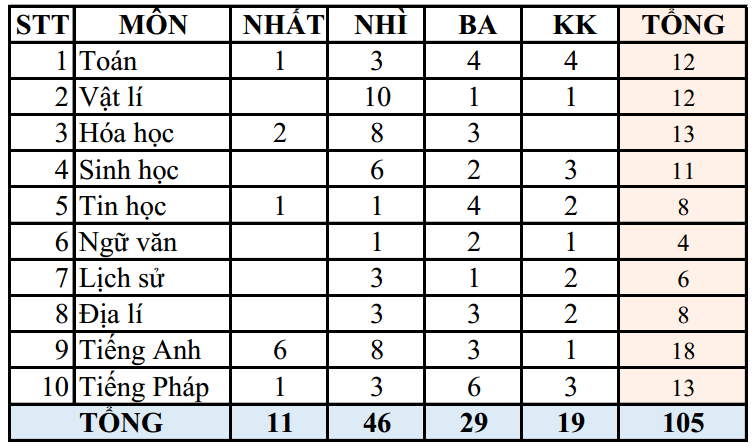 STT MÔN NHẤT NHÌ BA KK TỔNG
1 Toán 1 3 4 4 12
2 Vật lí 10 1 1 12
3 Hóa học 2 8 3 13
4 Sinh học 6 2 3 11
5 Tin học 1 1 4 2 8
6 Ngữ văn 1 2 1 4
7 Lịch sử 3 1 2 6
8 Địa lí 3 3 2 8
9 Tiếng Anh 6 8 3 1 18
10 Tiếng Pháp 1 3 6 3 13
TỔNG 11 46 29 19 105